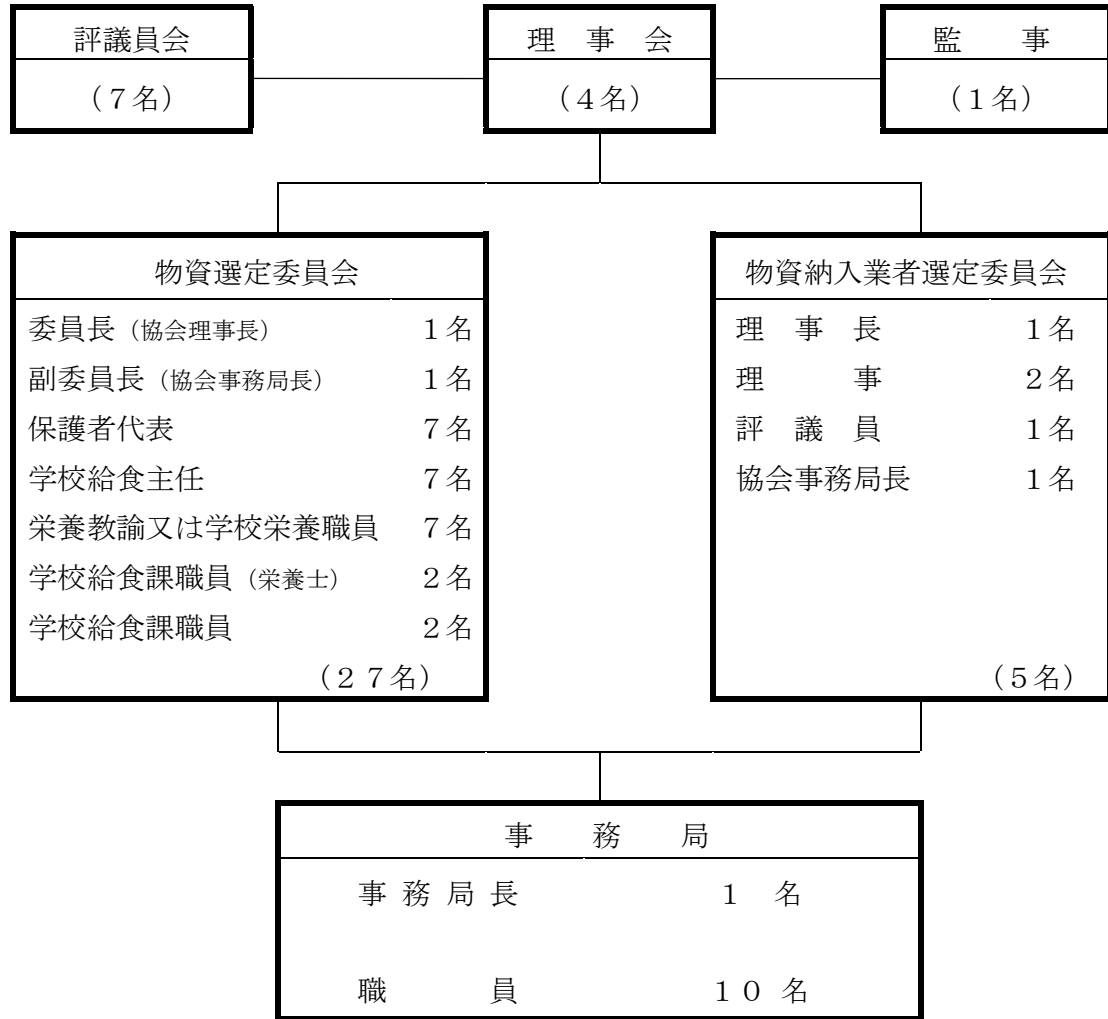 評議員会
(7名)
理 事 会
(4名)
監 事
(1名)
物資選定委員会
委員長(協会理事長) 1名
副委員長(協会事務局長) 1名
保護者代表 7名
学校給食主任 7名
栄養教諭又は学校栄養職員 7名
学校給食課職員(栄養士) 2名
学校給食課職員 2名
(27名)
物資納入業者選定委員会
理 事 長 1名
理 事 2名
評 議 員 1名
協会事務局長 1名
(5名)
事 務 局
事 務 局 長 1 名
職 員 10 名